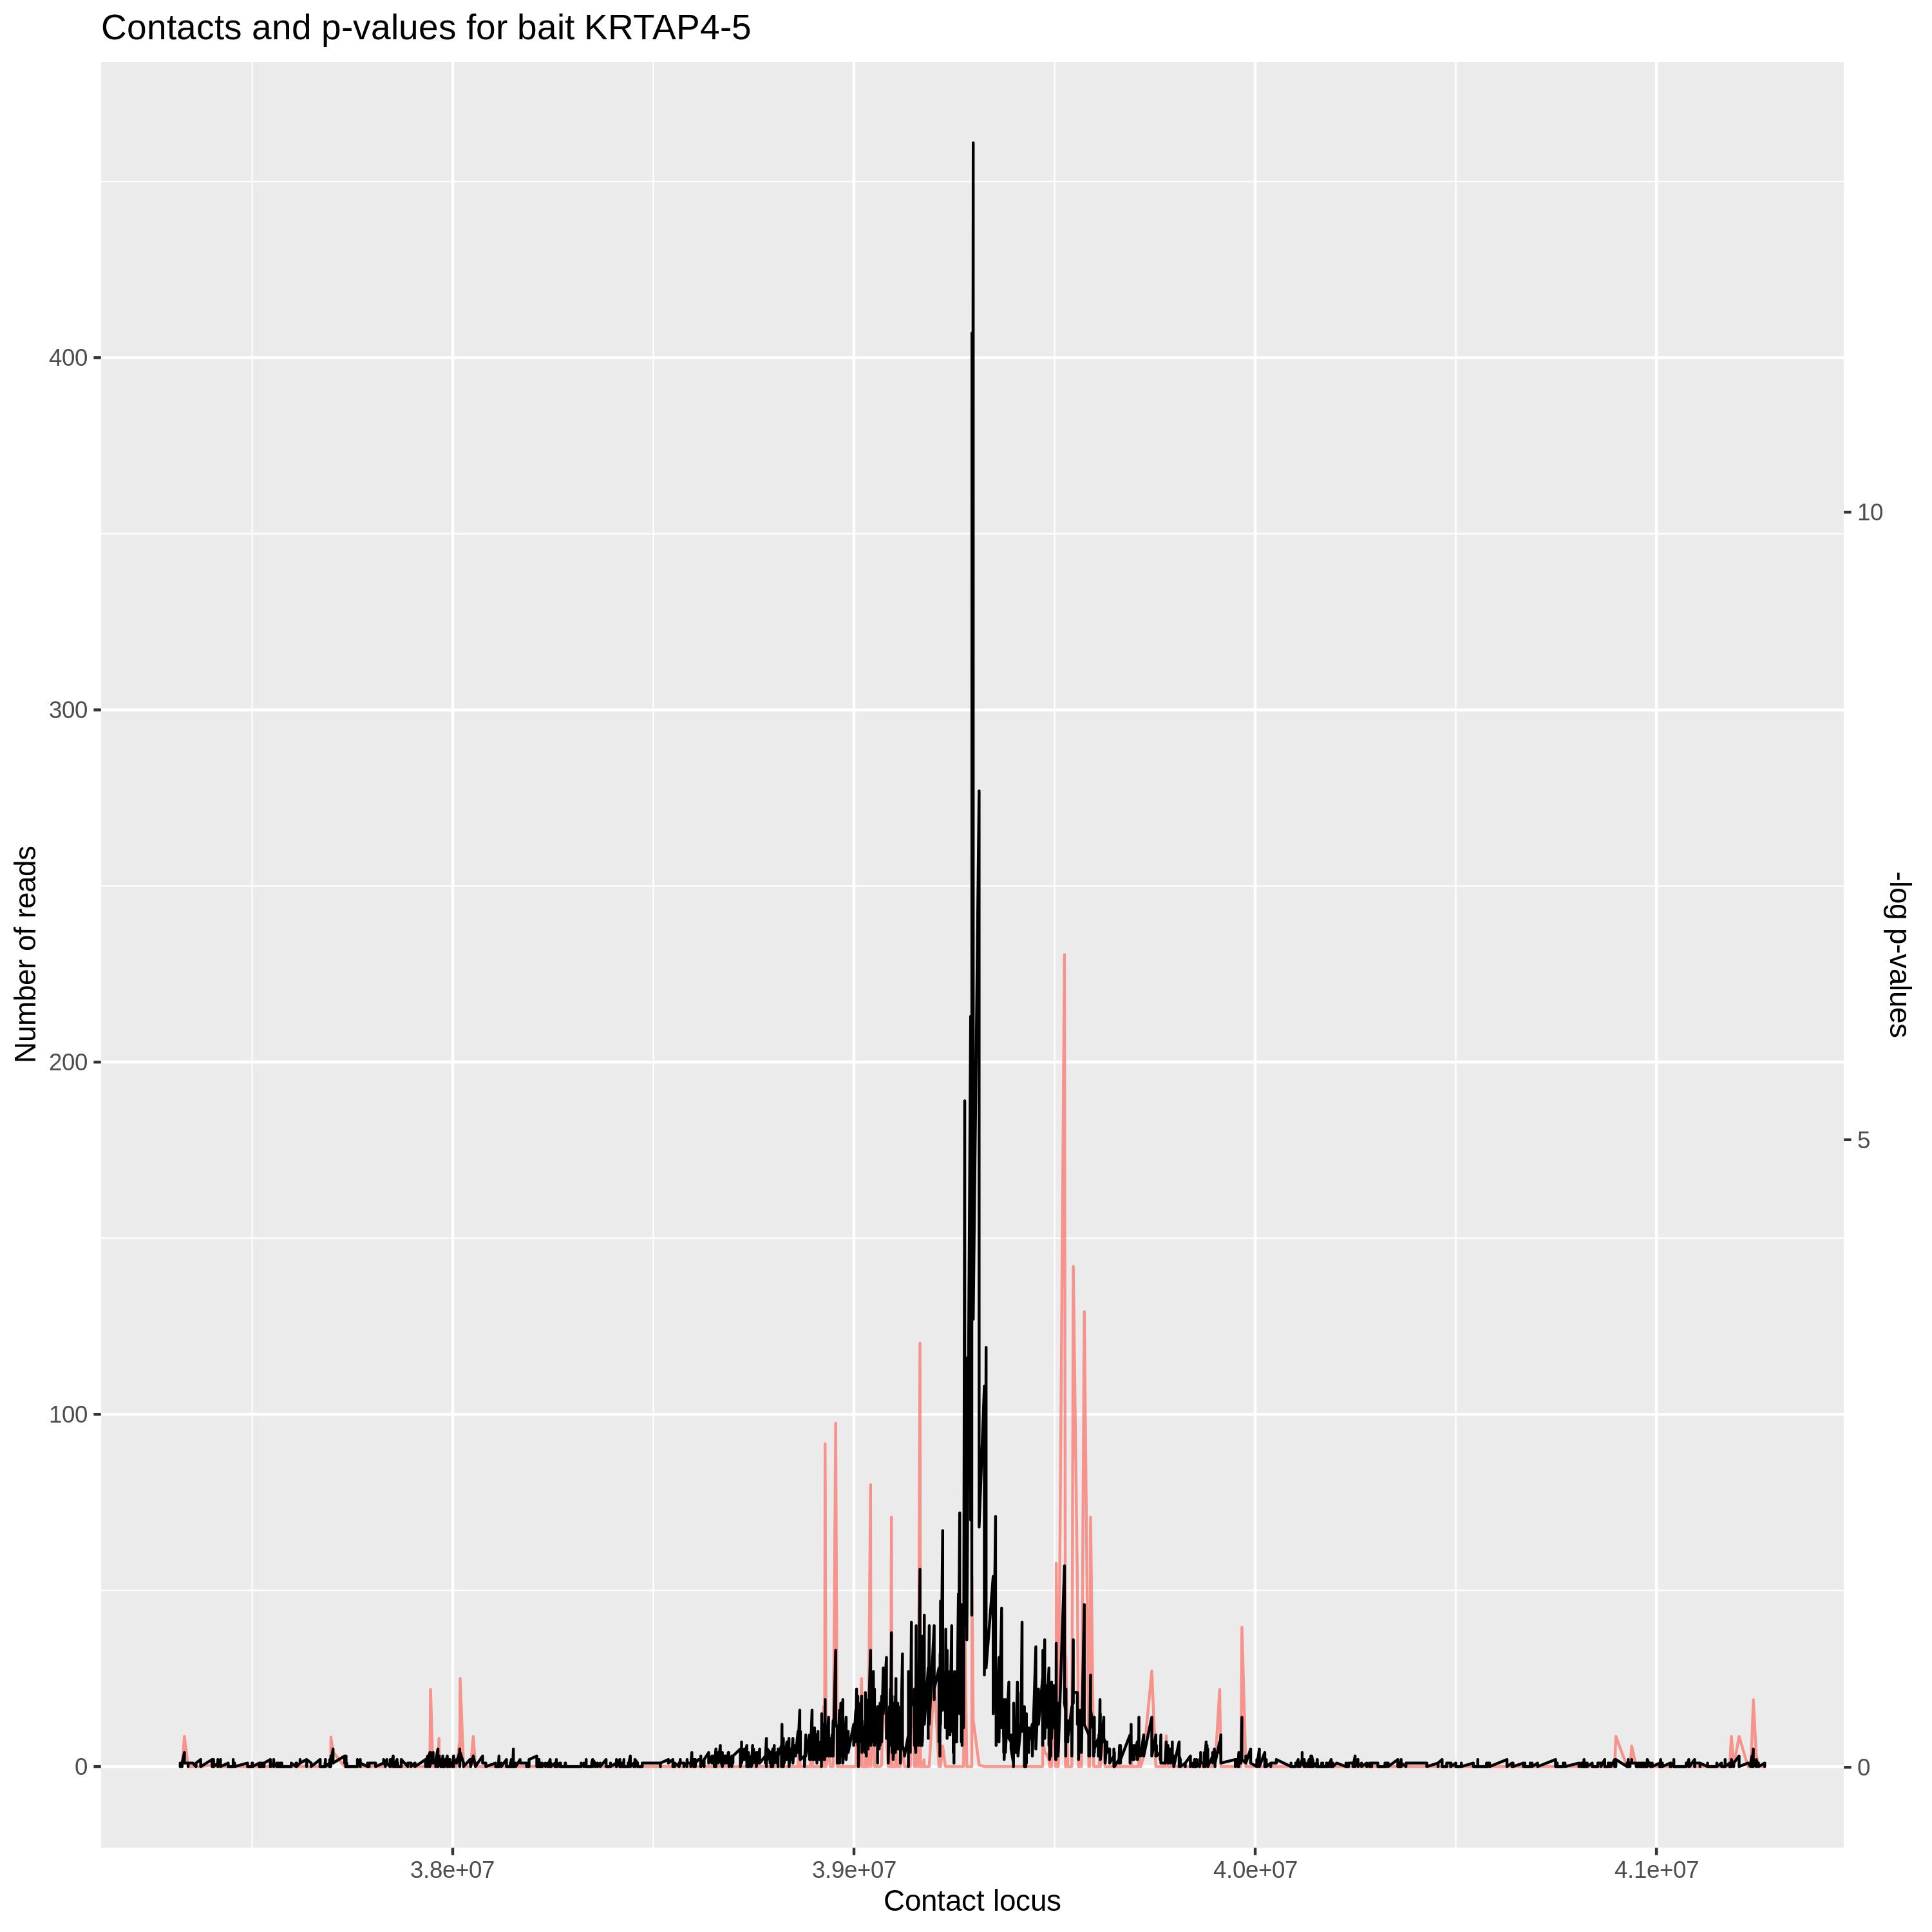 Contacts and p-values for bait KRTAP4-5
400
300
200
100
0
Number of reads
10
5
0
-log p-values
3.8e+07
3.9e+07
4.0e+07
4.1e+07
Contact locus